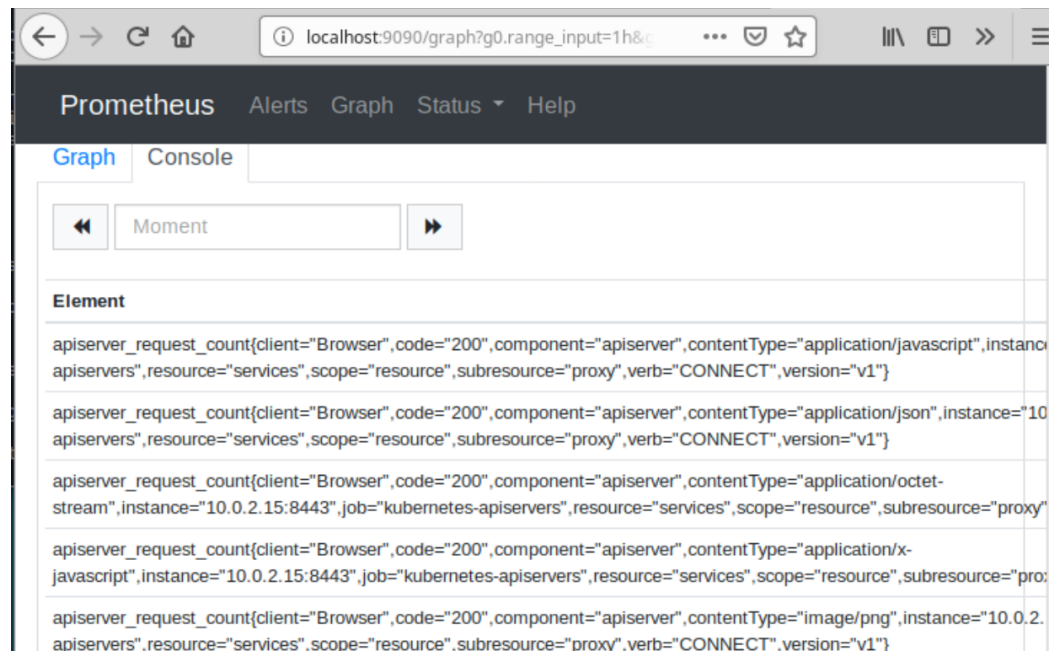 localhost:9090/graph?g0.range_input=1h&
Prometheus Alerts Graph Status Help
Graph Console
Moment
Element
apiserver_request_count{client="Browser",code="200",component="apiserver",contentType="application/javascript",instance
apiservers",resource="services",scope="resource",subresource="proxy",verb="CONNECT",version="v1"}
apiserver_request_count{client="Browser",code="200",component="apiserver",contentType="application/json",instance="10
apiservers",resource="services",scope="resource",subresource="proxy",verb="CONNECT",version="v1"}
apiserver_request_count{client="Browser",code="200",component="apiserver",contentType="application/octet-
stream",instance="10.0.2.15:8443",job="kubernetes-apiservers",resource="services",scope="resource",subresource="proxy"
apiserver_request_count{client="Browser",code="200",component="apiserver",contentType="application/x-
javascript",instance="10.0.2.15:8443",job="kubernetes-apiservers",resource="services",scope="resource",subresource="pro
apiserver_request_count{client="Browser",code="200",component="apiserver",contentType="image/png",instance="10.0.2.
apiservers",resource="services",scope="resource",subresource="proxy",verb="CONNECT",version="v1"}